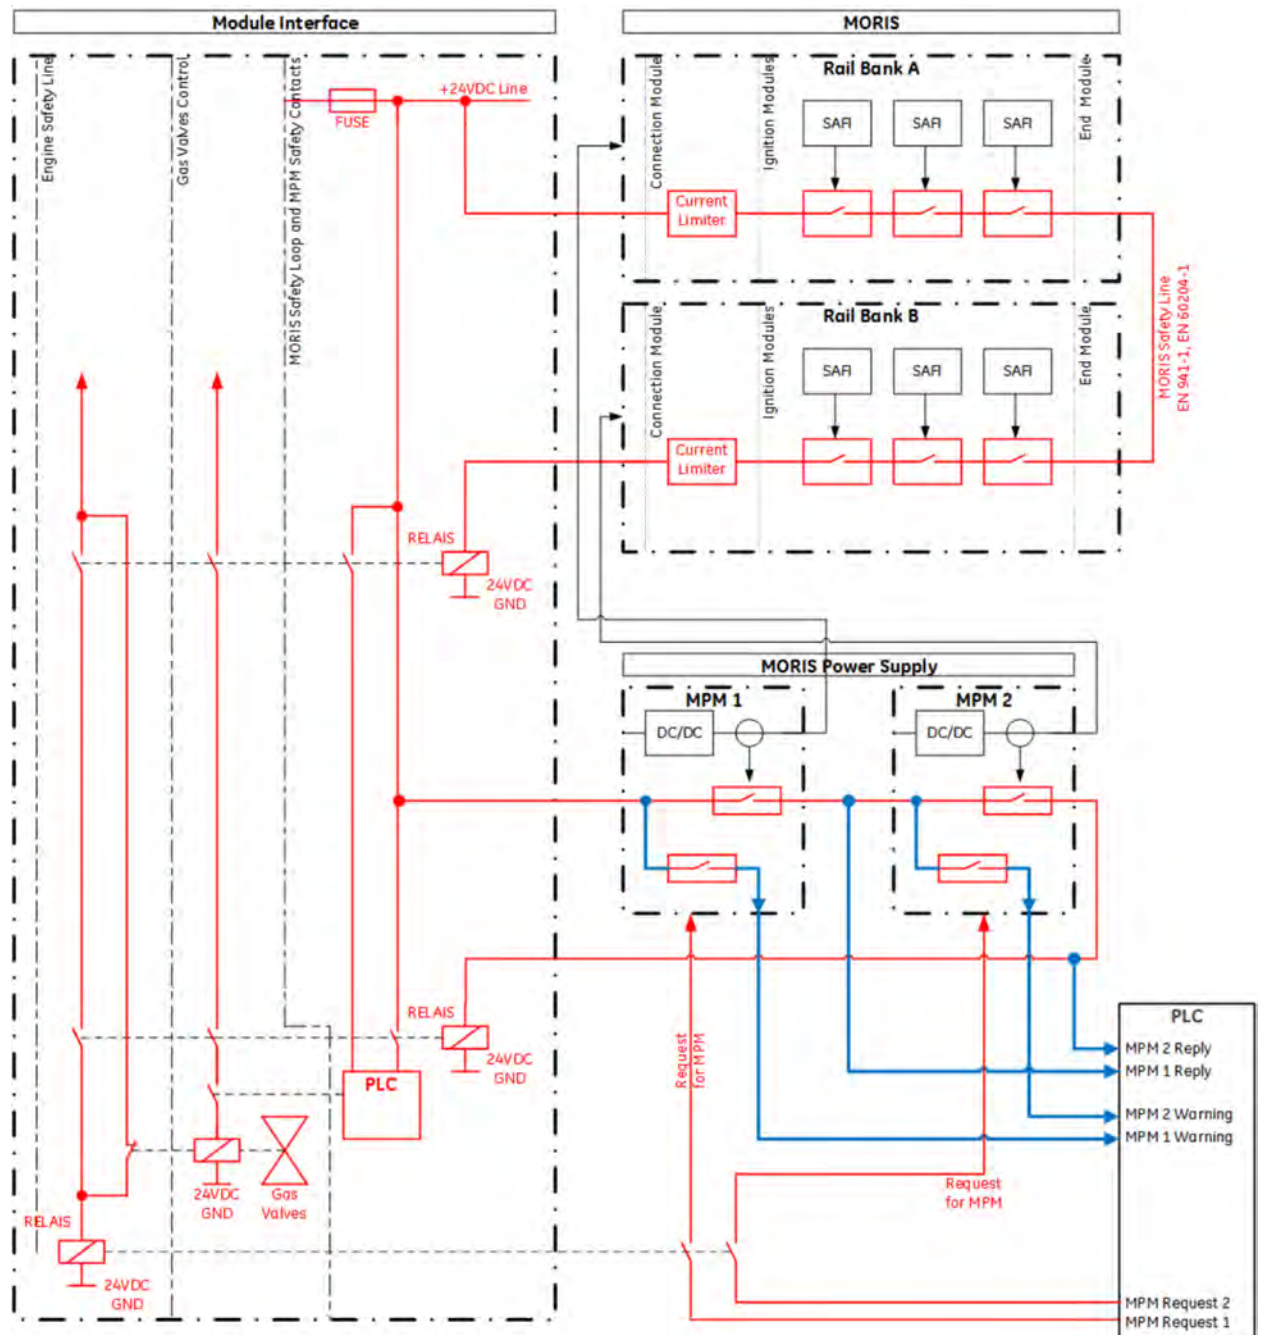 Module Interface
MORIS
Engine Safety Line
Gas Valves Control
MORIS Safety Loop and MPM Safety Contacts
+24VDC Line
FUSE
Rail Bank A
Connection Module
Ignition Modules
End Module
SAFI
SAFI
SAFI
Current
Limiter
MORIS Safety Line
EN 941-1, EN 60204-1
Rail Bank B
Connection Module
Ignition Modules
End Module
SAFI
SAFI
SAFI
Current
Limiter
RELAIS
24VDC
GND
MORIS Power Supply
MPM 1
MPM 2
DC/DC
DC/DC
RELAIS
24VDC
GND
PLC
Request
for MPM
PLC
MPM 2 Reply
MPM 1 Reply
MPM 2 Warning
MPM 1 Warning
24VDC
GND
Gas
Valves
Request
for MPM
RELAIS
24VDC
GND
MPM Request 2
MPM Request 1